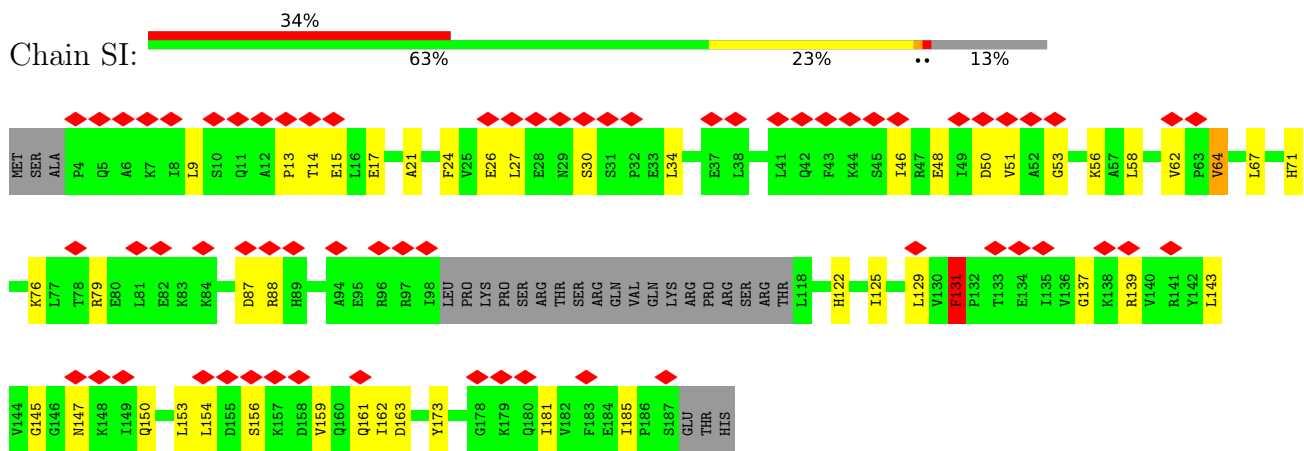 34%
Chain SI:
63% 23% •• 13%
MET SER ALA P4 Q5 A6 K7 I8 L9 S10 Q11 A12 P13 T14 E15 L16 E17 A21 F24 V25 E26 L27 E28 N29 S30 S31 P32 E33 L34 E37 L38 L41 Q42 F43 K44 S45 I46 R47 E48 I49 D50 V51 A52 G53 K56 A57 L58 V62 P63 V64 L67 H71
K76 L77 T78 R79 E80 L81 E82 K83 K84 D87 R88 H89 A94 E95 R96 R97 I98 LEU PRO LYS PRO SER ARG THR SER ARG GLN VAL GLN LYS ARG PRO ARG SER ARG THR L118 H122 I125 L129 V130 F131 P132 T133 E134 I135 V136 G137 K138 R139 V140 R141 Y142 L143
V144 G145 G146 N147 K148 I149 Q150 L153 L154 D155 S156 K157 D158 V159 Q160 Q161 I162 D163 Y173 G178 K179 Q180 I181 V182 F183 E184 I185 P186 S187 GLU THR HIS